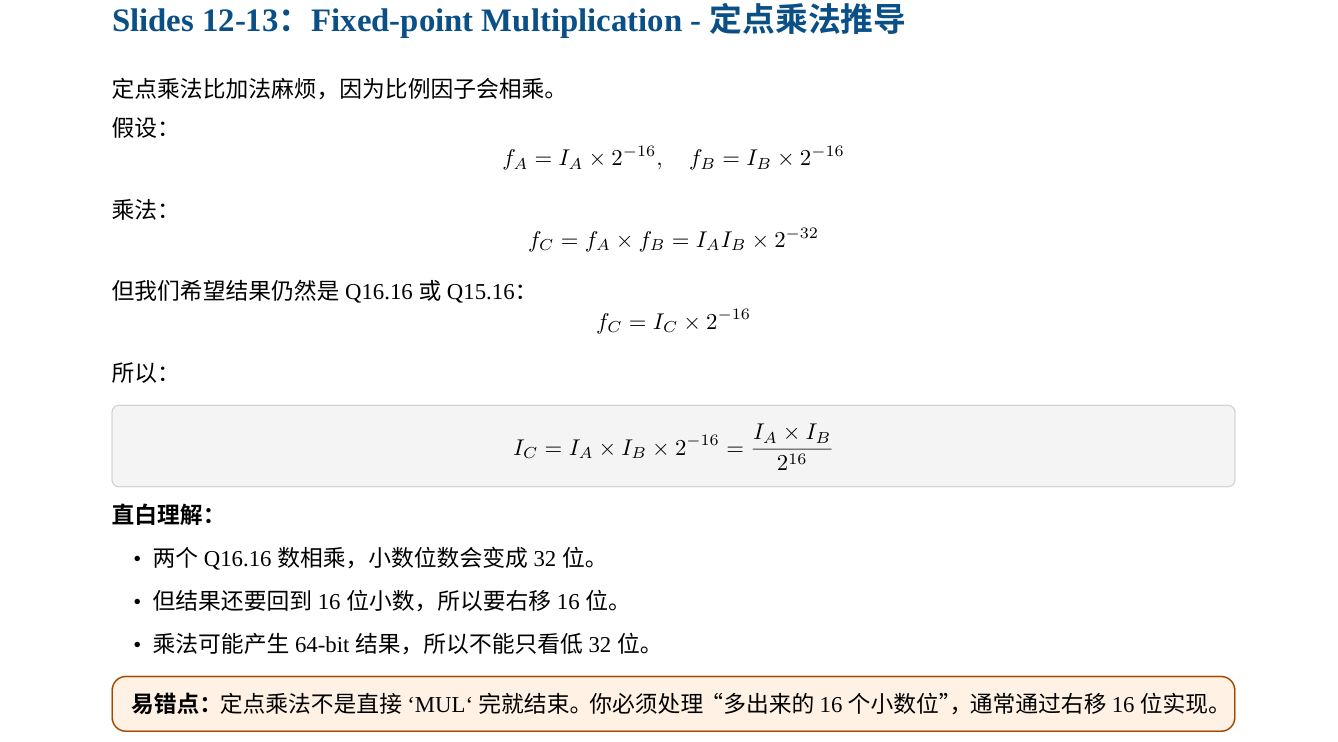 Slides 12-13：Fixed-point Multiplication - 定点乘法推导
定点乘法比加法麻烦，因为比例因子会相乘。
假设：
f_A = I_A × 2^{-16},   f_B = I_B × 2^{-16}
乘法：
f_C = f_A × f_B = I_A I_B × 2^{-32}
但我们希望结果仍然是 Q16.16 或 Q15.16：
f_C = I_C × 2^{-16}
所以：
I_C = I_A × I_B × 2^{-16} = \frac{I_A × I_B}{2^{16}}
直白理解：
• 两个 Q16.16 数相乘，小数位数会变成 32 位。
• 但结果还要回到 16 位小数，所以要右移 16 位。
• 乘法可能产生 64-bit 结果，所以不能只看低 32 位。
易错点：定点乘法不是直接 ‘MUL‘ 完就结束。你必须处理“多出来的 16 个小数位”，通常通过右移 16 位实现。